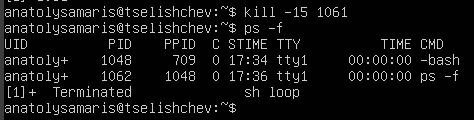 anatolysamaris@tselishchev:~$ kill -15 1061
anatolysamaris@tselishchev:~$ ps -f
UID          PID    PPID  C STIME TTY          TIME CMD
anatoly+    1048     709  0 17:34 tty1     00:00:00 -bash
anatoly+    1062    1048  0 17:36 tty1     00:00:00 ps -f
[1]+  Terminated              sh loop
anatolysamaris@tselishchev:~$